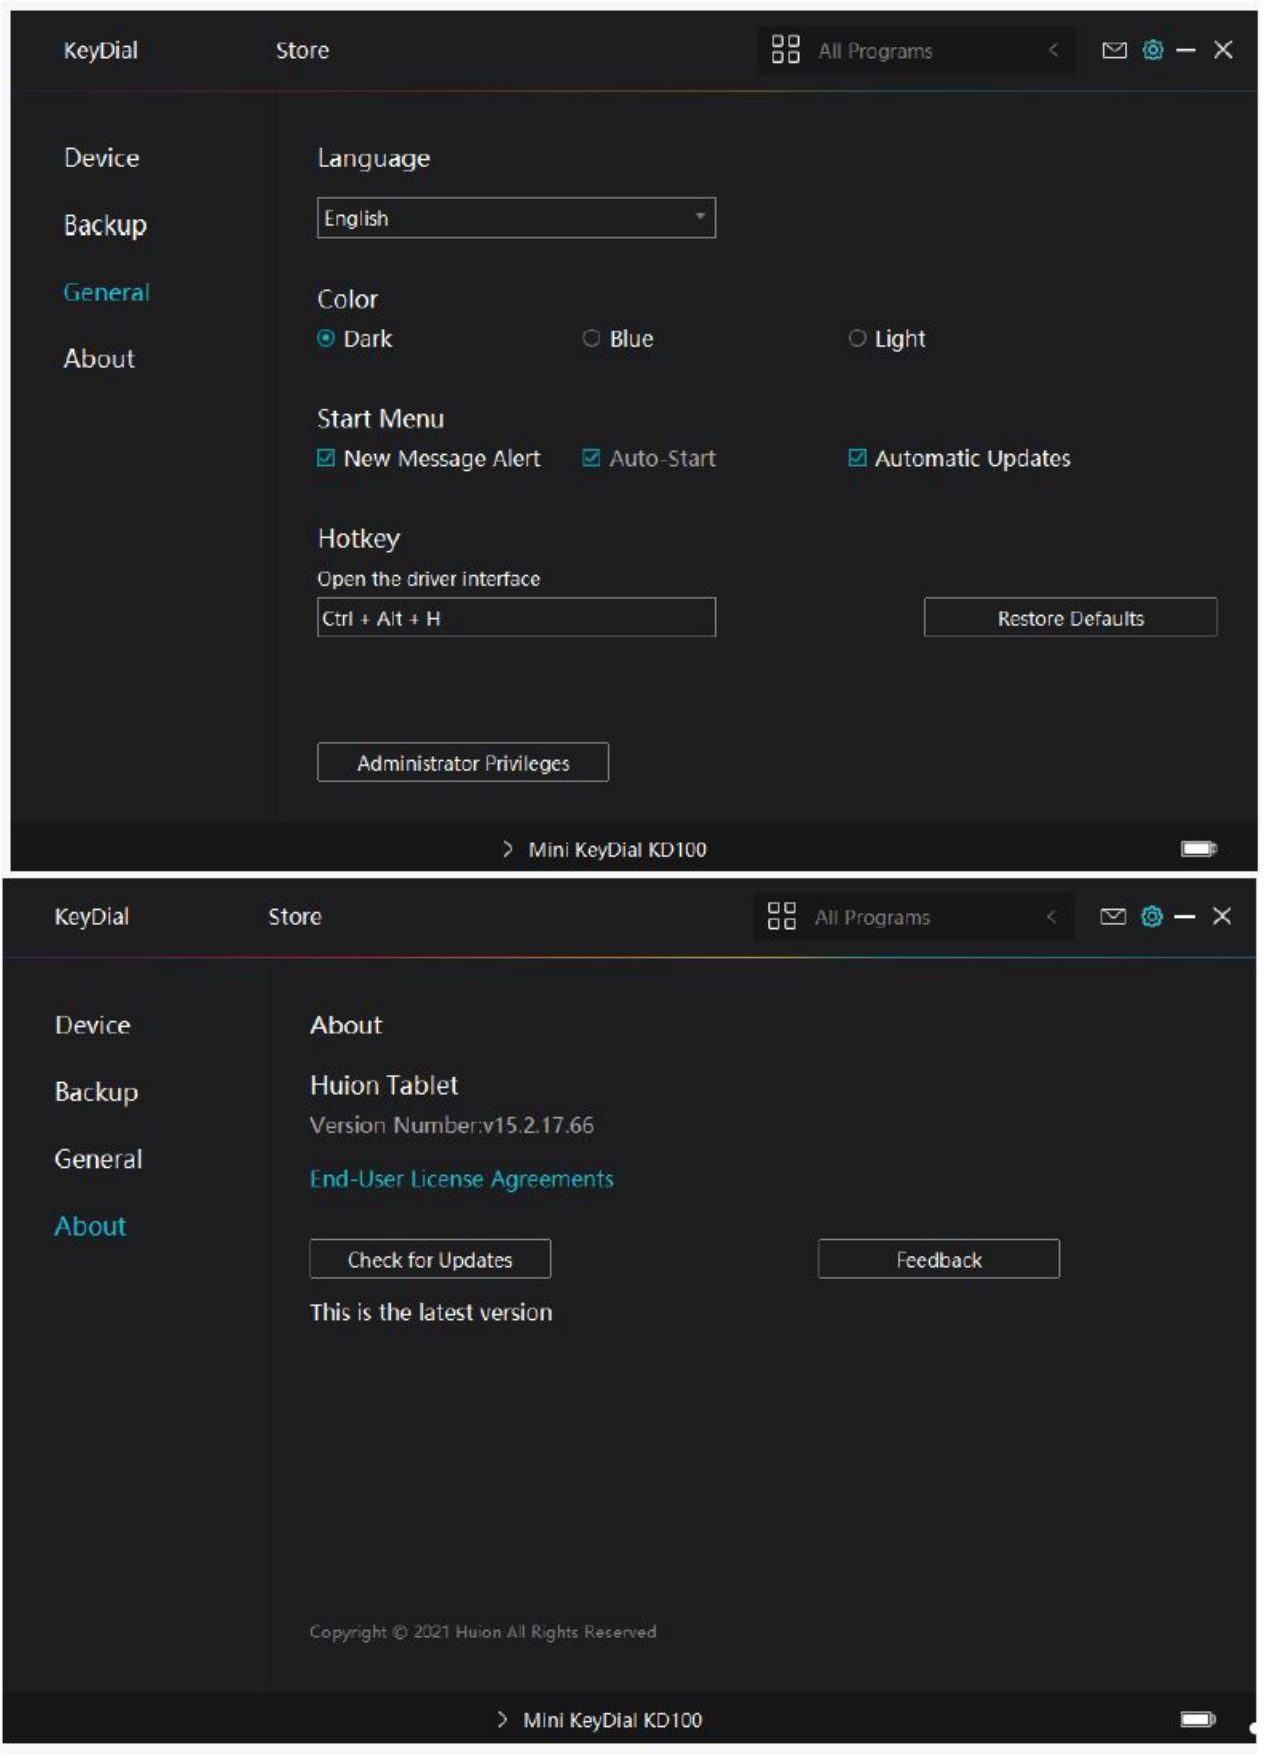 KeyDial Store All Programs
Device
Backup
General
About
Language
English
Color
Dark Blue Light
Start Menu
New Message Alert Auto-Start Automatic Updates
Hotkey
Open the driver interface
Ctrl + Alt + H Restore Defaults
Administrator Privileges
> Mini KeyDial KD100
KeyDial Store All Programs
Device
Backup
General
About
About
Huion Tablet
Version Number:v15.2.17.66
End-User License Agreements
Check for Updates Feedback
This is the latest version
Copyright © 2021 Huion All Rights Reserved
> Mini KeyDial KD100